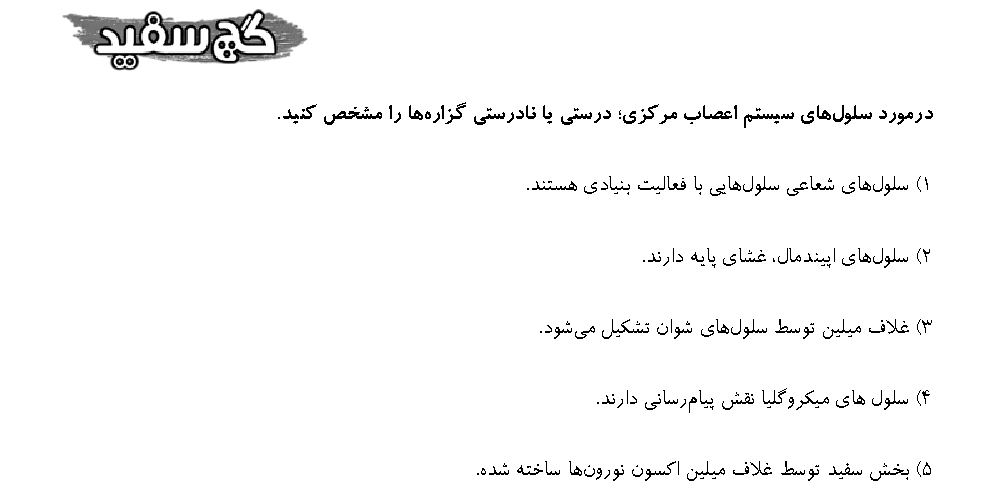 گچ سفید
درمورد سلول‌های سیستم اعصاب مرکزی؛ درستی یا نادرستی گزاره‌ها را مشخص کنید.
۱) سلول‌های شعاعی سلول‌هایی با فعالیت بنیادی هستند.
۲) سلول‌های اپیندمال، غشای پایه دارند.
۳) غلاف میلین توسط سلول‌های شوان تشکیل می‌شود.
۴) سلول های میکروگلیا نقش پیام‌رسانی دارند.
۵) بخش سفید توسط غلاف میلین اکسون نورون‌ها ساخته شده.